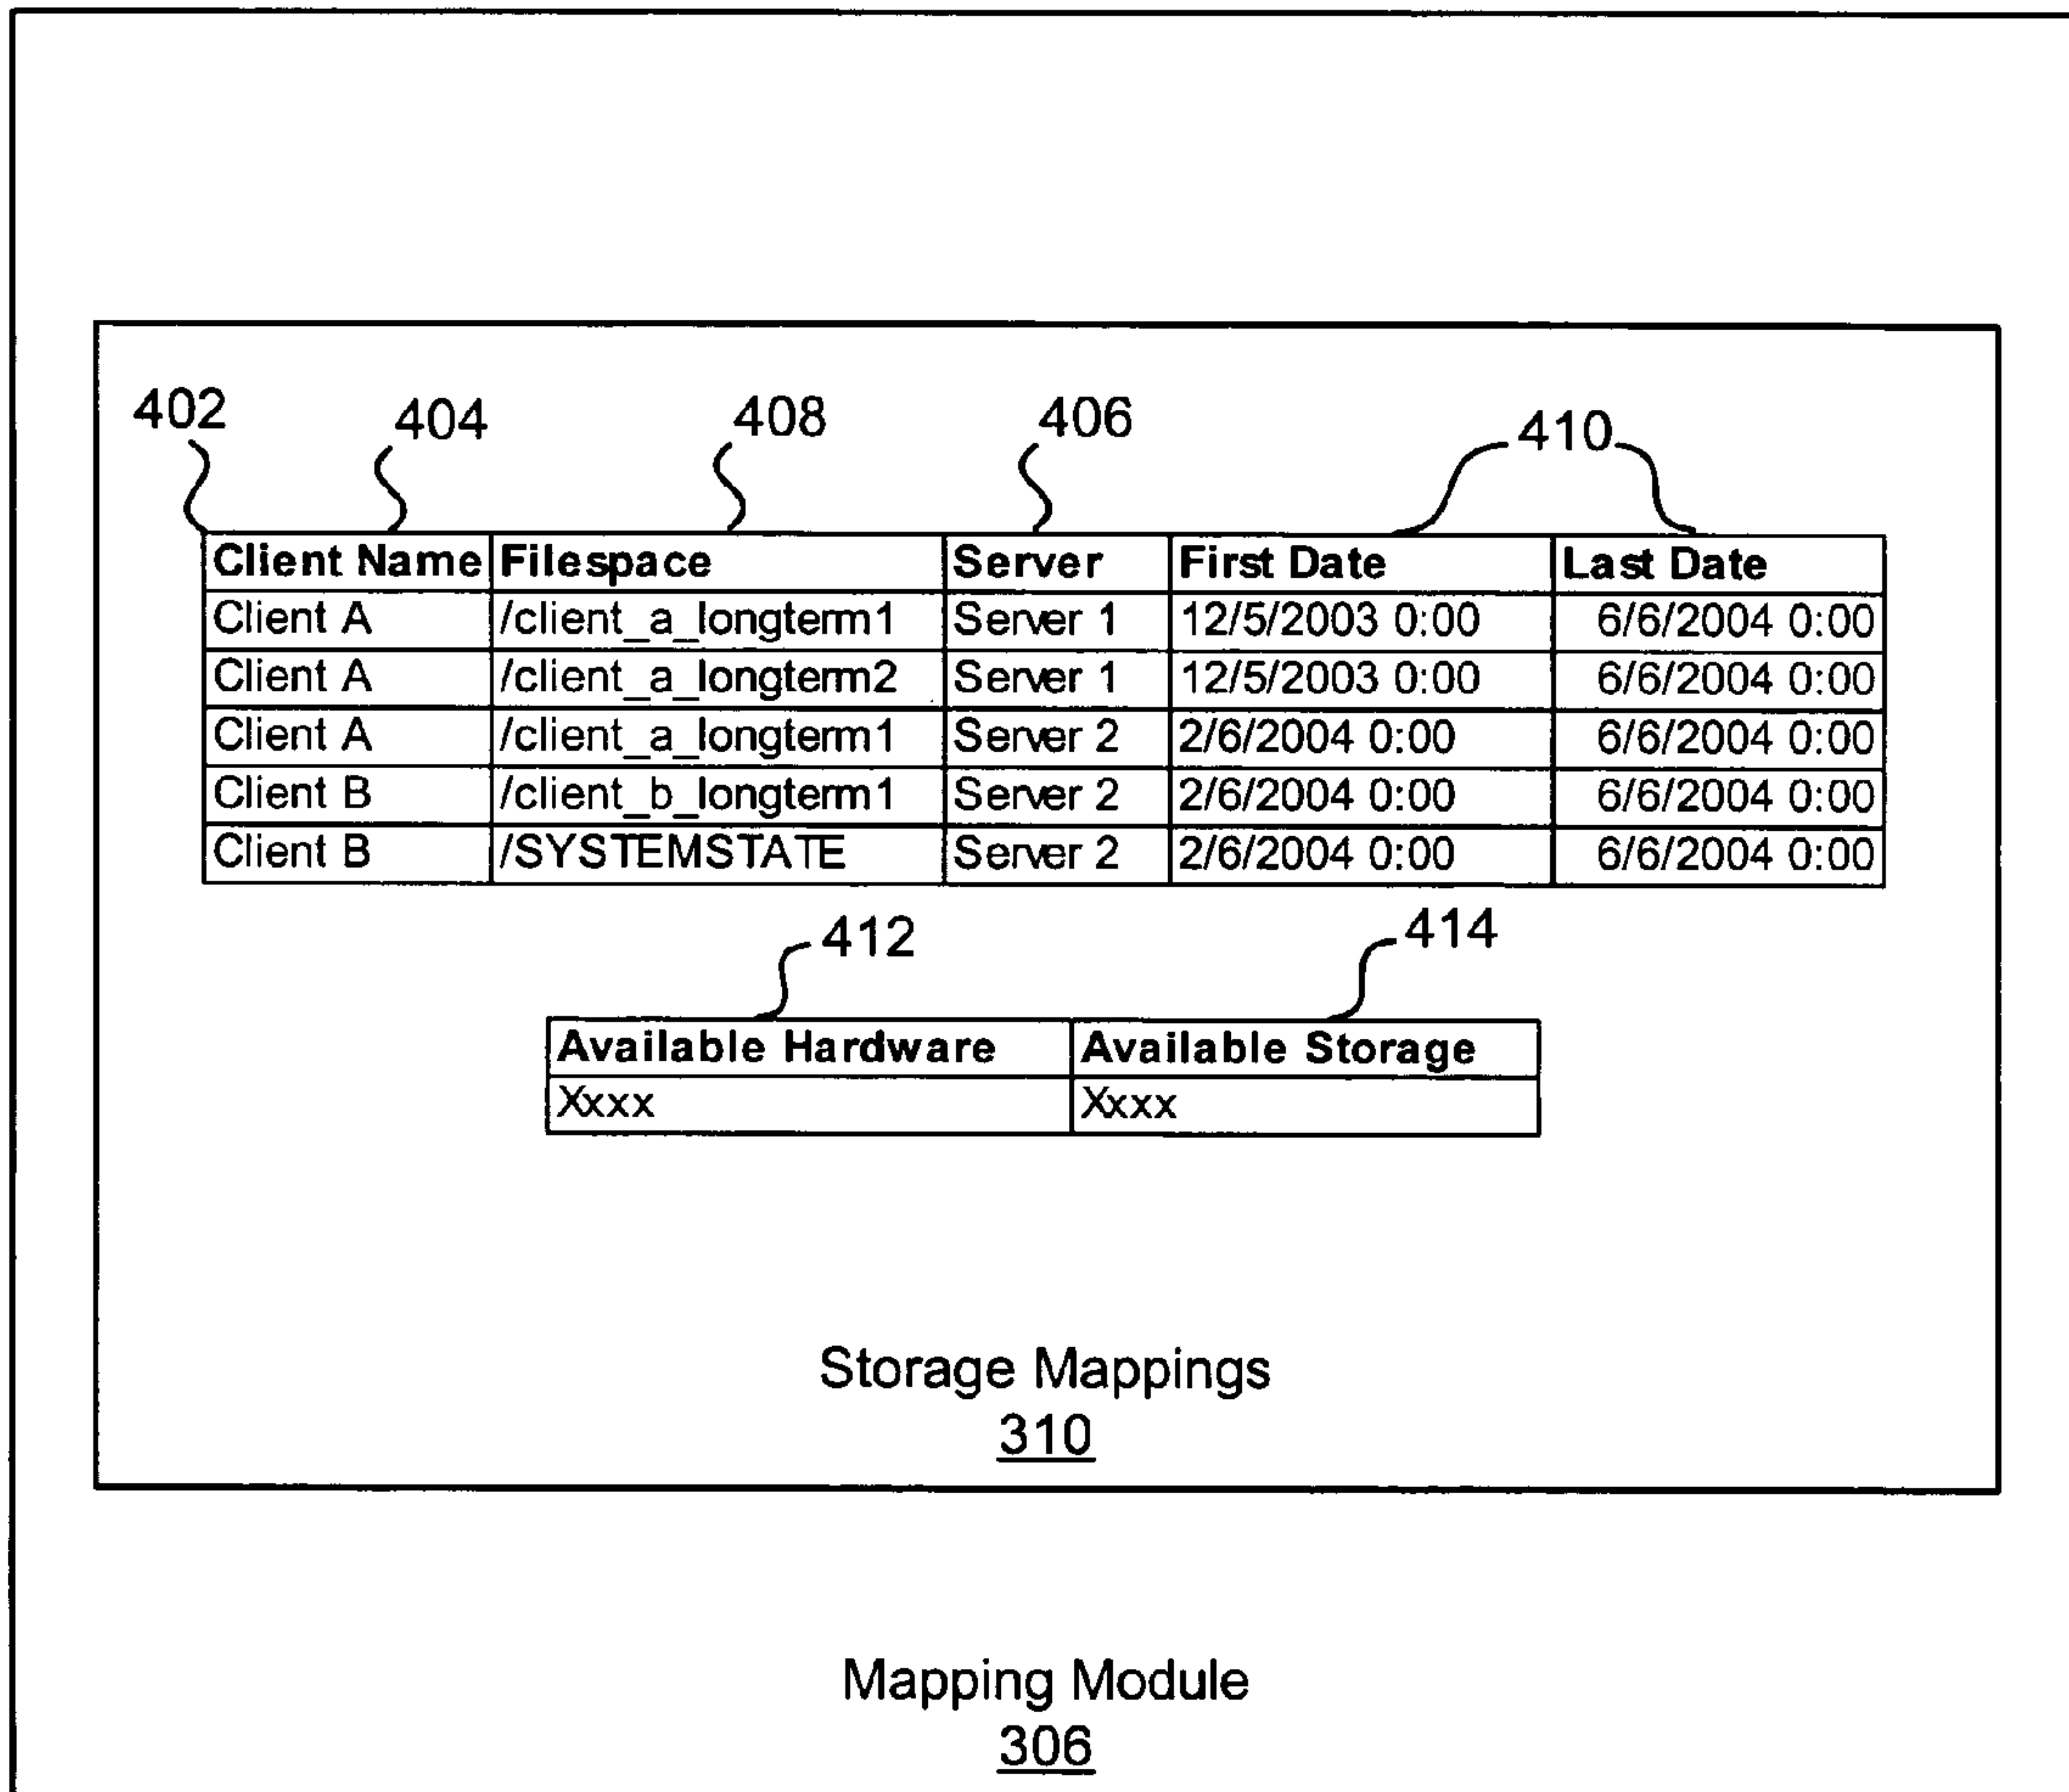 402 404 408 406 410
Client Name Filespace Server First Date Last Date
Client A /client_a_longterm1 Server 1 12/5/2003 0:00 6/6/2004 0:00
Client A /client_a_longterm2 Server 1 12/5/2003 0:00 6/6/2004 0:00
Client A /client_a_longterm1 Server 2 2/6/2004 0:00 6/6/2004 0:00
Client B /client_b_longterm1 Server 2 2/6/2004 0:00 6/6/2004 0:00
Client B /SYSTEMSTATE Server 2 2/6/2004 0:00 6/6/2004 0:00
412 414
Available Hardware Available Storage
Xxxx Xxxx
Storage Mappings
310
Mapping Module
306